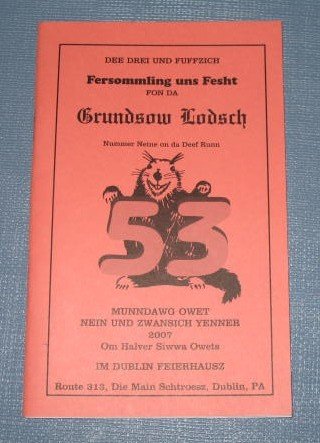 DEE DREI UND FUFFZICH
Fersommling uns Fesht
FON DA
Grundsow Lodsch
Nummer Neine on da Deef Runn
53
MUNNDAWG OWET
NEIN UND ZWANSICH YENNER
2007
Om Halver Siwwa Owets
IM DUBLIN FEIERHAUSZ
Route 313, Die Main Schtroesz, Dublin, PA